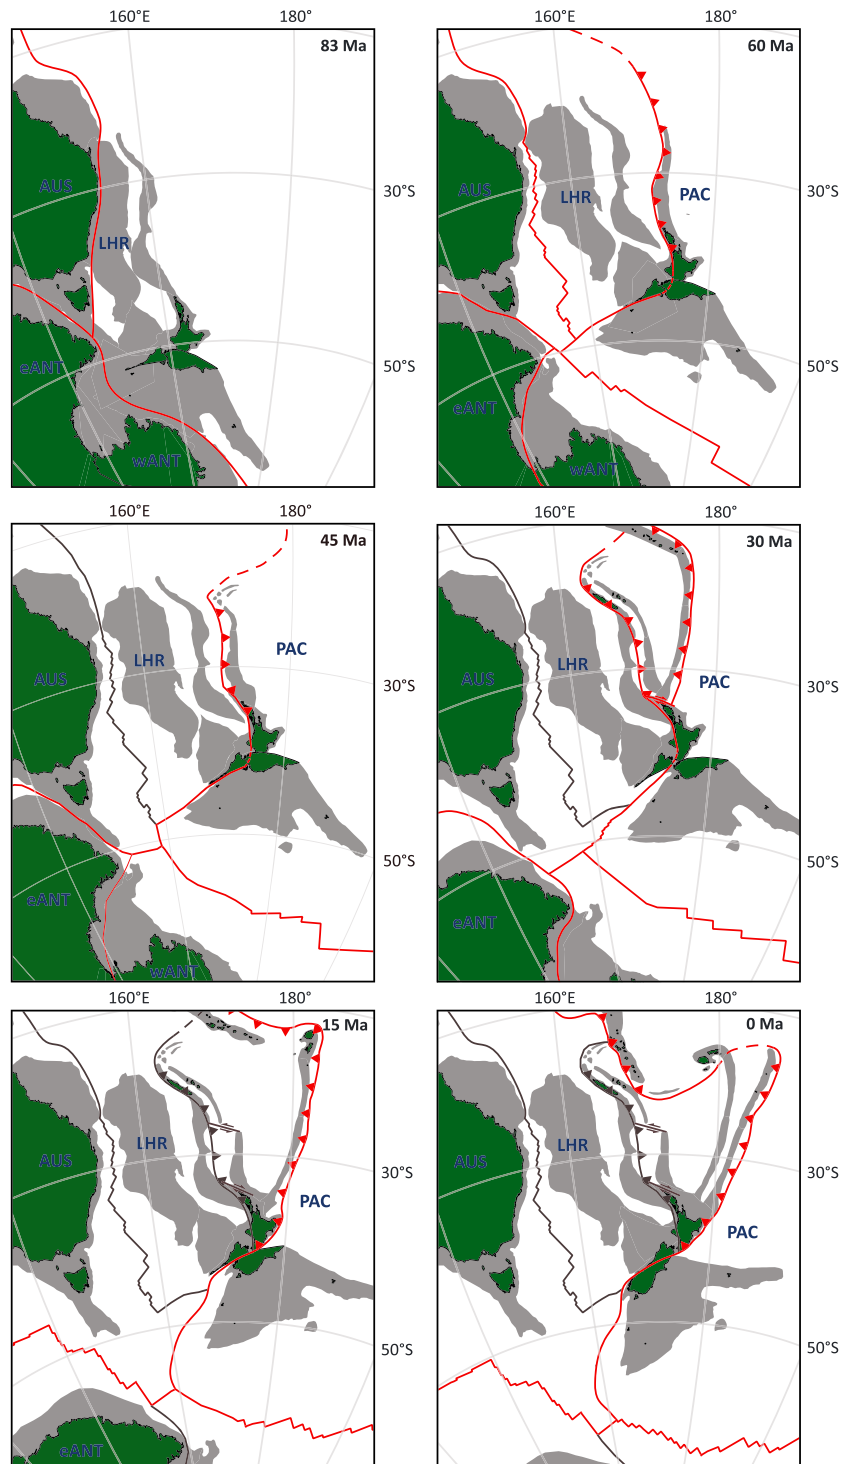 160°E 180° 160°E 180°
83 Ma 60 Ma
AUS 30°S AUS LHR PAC 30°S
LHR
eANT 50°S eANT 50°S
wANT wANT
160°E 180° 160°E 180°
45 Ma 30 Ma
AUS LHR PAC 30°S AUS LHR PAC 30°S
eANT 50°S eANT 50°S
wANT
160°E 180° 160°E 180°
15 Ma 0 Ma
AUS LHR 30°S AUS LHR 30°S
PAC PAC
50°S 50°S
eANT